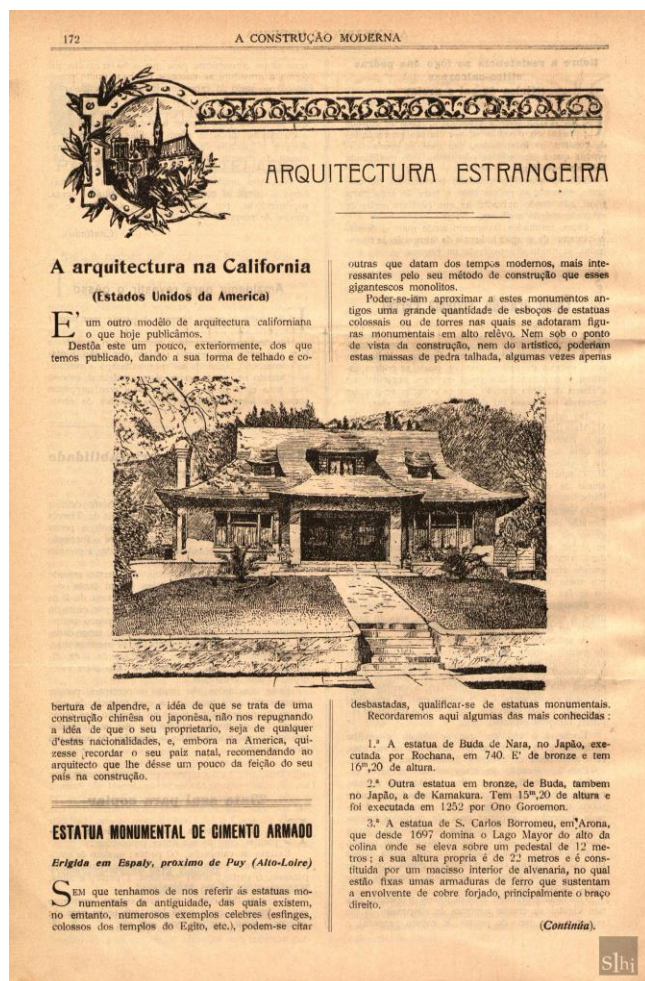 172
A CONSTRUÇÃO MODERNA
ARQUITECTURA ESTRANGEIRA
A arquitectura na California
(Estados Unidos da America)
E' um outro modêlo de arquitectura californiana
o que hoje publicâmos.
Destôa este um pouco, exteriormente, dos que
temos publicado, dando a sua forma de telhado e co-
bertura de alpendre, a idéa de que se trata de uma
construção chinêsa ou japonêsa, não nos repugnando
a idéa de que o seu proprietario, seja de qualquer
d'estas nacionalidades, e, embora na America, qui-
zesse recordar o seu paiz natal, recomendando ao
arquitecto que lhe désse um pouco da feição do seu
país na construção.
ESTATUA MONUMENTAL DE CIMENTO ARMADO
Erigida em Espaly, proximo de Puy (Alto-Loire)
SEM que tenhamos de nos referir ás estatuas mo-
numentais da antiguidade, das quais existem,
no emtanto, numerosos exemplos celebres (esfinges,
colossos dos templos do Egito, etc.), podem-se citar
outras que datam dos tempos modernos, mais inte-
ressantes pelo seu método de construção que esses
gigantescos monolitos.
Poder-se-iam aproximar a estes monumentos an-
tigos uma grande quantidade de esboços de estatuas
colossais ou de torres nas quais se adotaram figu-
ras monumentais em alto relêvo. Nem sob o ponto
de vista da construção, nem do artistico, poderiam
estas massas de pedra talhada, algumas vezes apenas
desbastadas, qualificar-se de estatuas monumentais.
Recordaremos aqui algumas das mais conhecidas:
1.ª A estatua de Buda de Nara, no Japão, exe-
cutada por Rochana, em 740. E' de bronze e tem
16ᵐ,20 de altura.
2.ª Outra estatua em bronze, de Buda, tambem
no Japão, a de Kamakura. Tem 15ᵐ,20 de altura e
foi executada em 1252 por Ono Goroemon.
3.ª A estatua de S. Carlos Borromeu, em Arona,
que desde 1697 domina o Lago Mayor do alto da
colina onde se eleva sobre um pedestal de 12 me-
tros; a sua altura propria é de 22 metros e é cons-
tituida por um macisso interior de alvenaria, no qual
estão fixas umas armaduras de ferro que sustentam
a envolvente de cobre forjado, principalmente o braço
direito.
(Continúa).
S|hi